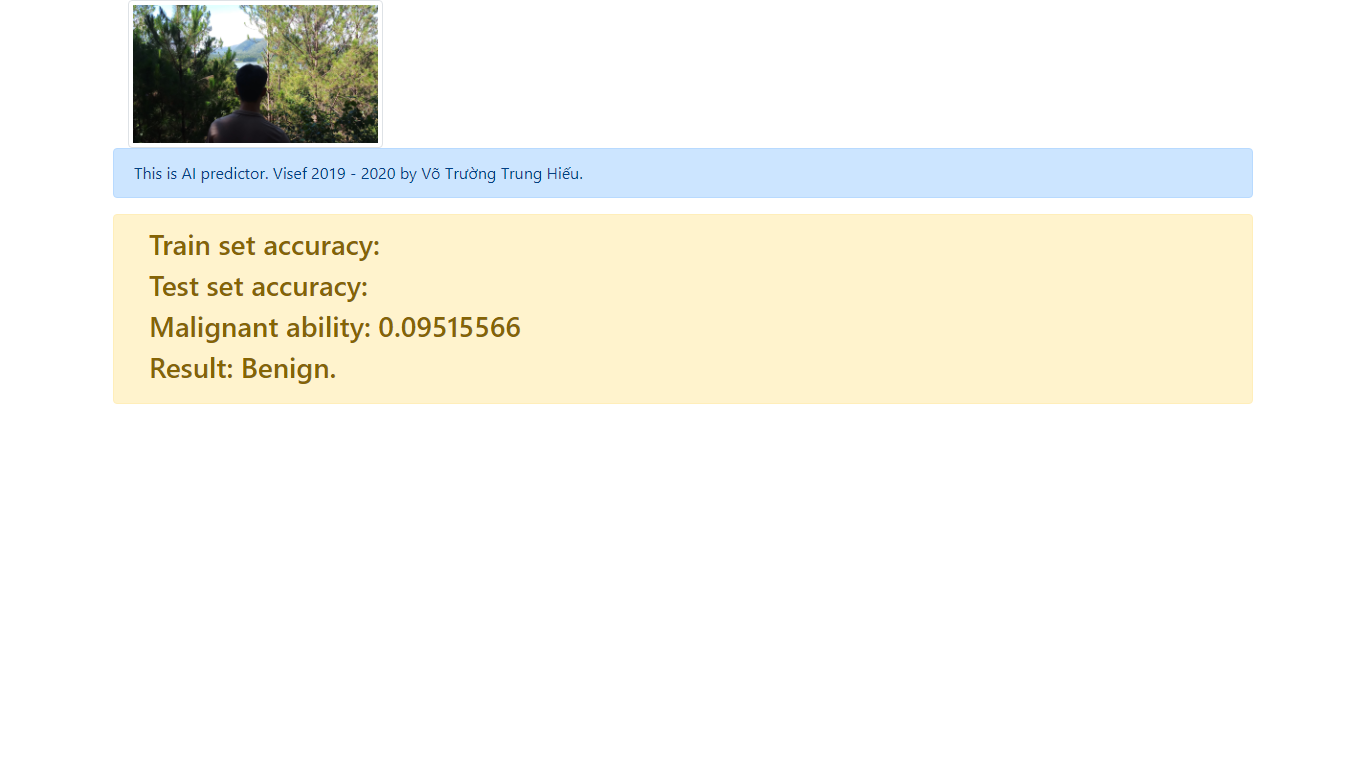 This is AI predictor. Visef 2019 - 2020 by Võ Trường Trung Hiếu.
Train set accuracy:
Test set accuracy:
Malignant ability: 0.09515566
Result: Benign.